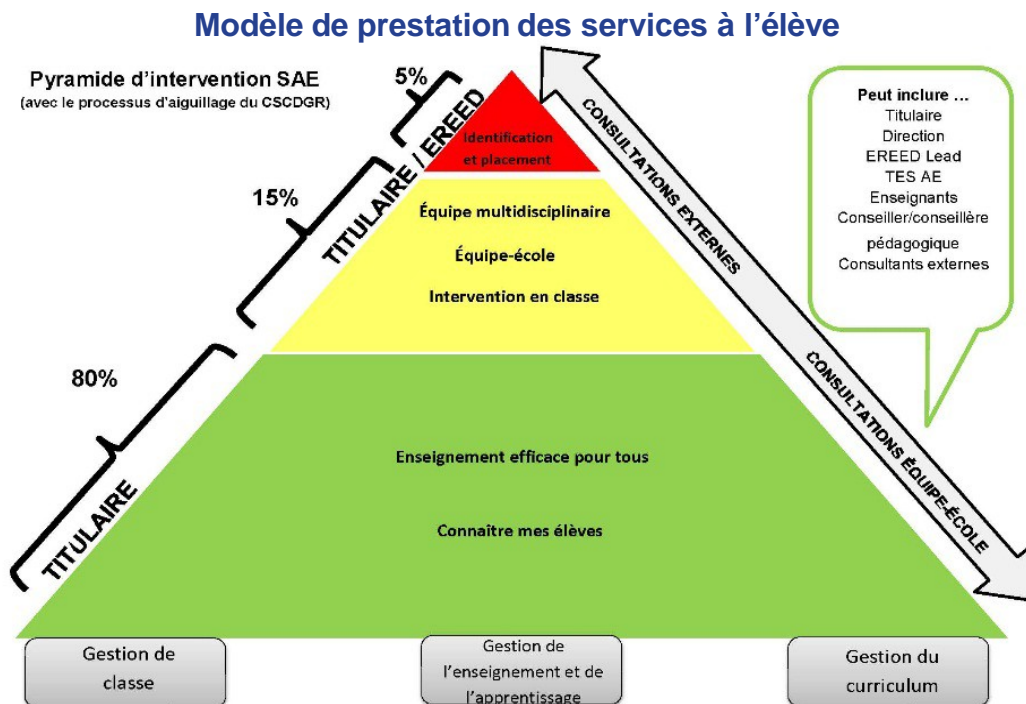 Modèle de prestation des services à l'élève
Pyramide d'intervention SAE
(avec le processus d'aiguillage du CSCDGR)
5%
15%
80%
TITULAIRE / EREED
TITULAIRE
Identification
et placement
Équipe multidisciplinaire
Équipe-école
Intervention en classe
Enseignement efficace pour tous
Connaître mes élèves
CONSULTATIONS EXTERNES
CONSULTATIONS ÉQUIPE-ÉCOLE
Peut inclure ...
Titulaire
Direction
EREED Lead
TES AE
Enseignants
Conseiller/conseillère
pédagogique
Consultants externes
Gestion de
classe
Gestion de
l'enseignement et de
l'apprentissage
Gestion du
curriculum